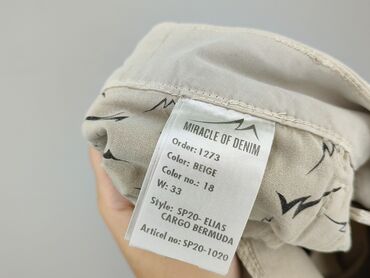 MIRACLE OF DENIM
Order: 1273
Color: BEIGE
Color no.: 18
W: 33
Style: SP20- ELIAS
CARGO BERMUDA
Articel no: SP20-1020